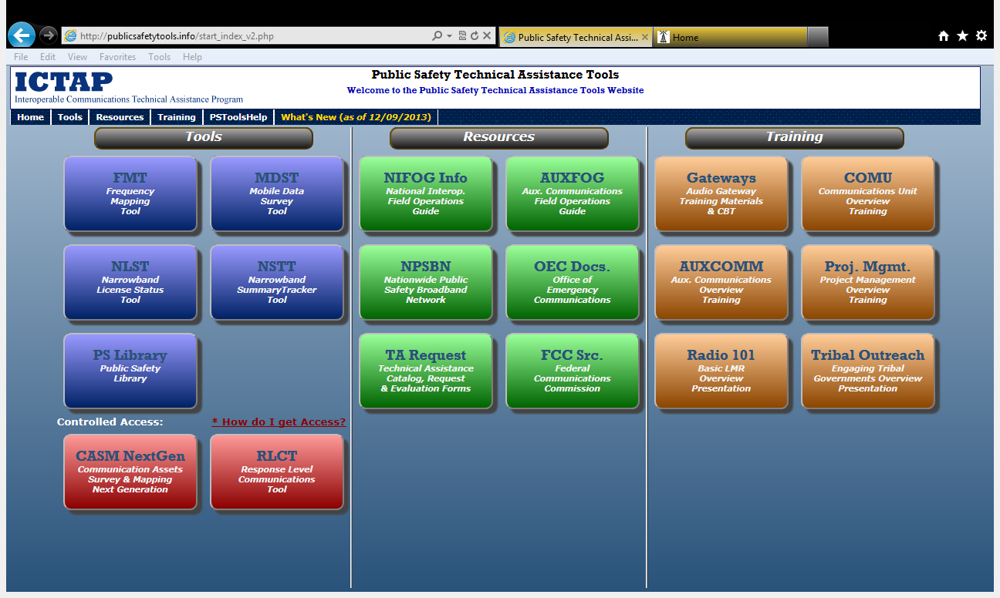 http://publicsafetytools.info/start_index_v2.php
Public Safety Technical Assi...
Home
File Edit View Favorites Tools Help
ICTAP
Interoperable Communications Technical Assistance Program
Public Safety Technical Assistance Tools
Welcome to the Public Safety Technical Assistance Tools Website
Home Tools Resources Training PSToolsHelp What's New (as of 12/09/2013)
Tools
FMT
Frequency
Mapping
Tool
MDST
Mobile Data
Survey
Tool
NLST
Narrowband
License Status
Tool
NSTT
Narrowband
SummaryTracker
Tool
PS Library
Public Safety
Library
Controlled Access:
* How do I get Access?
CASM NextGen
Communication Assets
Survey & Mapping
Next Generation
RLCT
Response Level
Communications
Tool
Resources
NIFOG Info
National Interop.
Field Operations
Guide
AUXFOG
Aux. Communications
Field Operations
Guide
NPSBN
Nationwide Public
Safety Broadband
Network
OEC Docs.
Office of
Emergency
Communications
TA Request
Technical Assistance
Catalog, Request
& Evaluation Forms
FCC Src.
Federal
Communications
Commission
Training
Gateways
Audio Gateway
Training Materials
& CBT
COMU
Communications Unit
Overview
Training
AUXCOMM
Aux. Communications
Overview
Training
Proj. Mgmt.
Project Management
Overview
Training
Radio 101
Basic LMR
Overview
Presentation
Tribal Outreach
Engaging Tribal
Governments Overview
Presentation